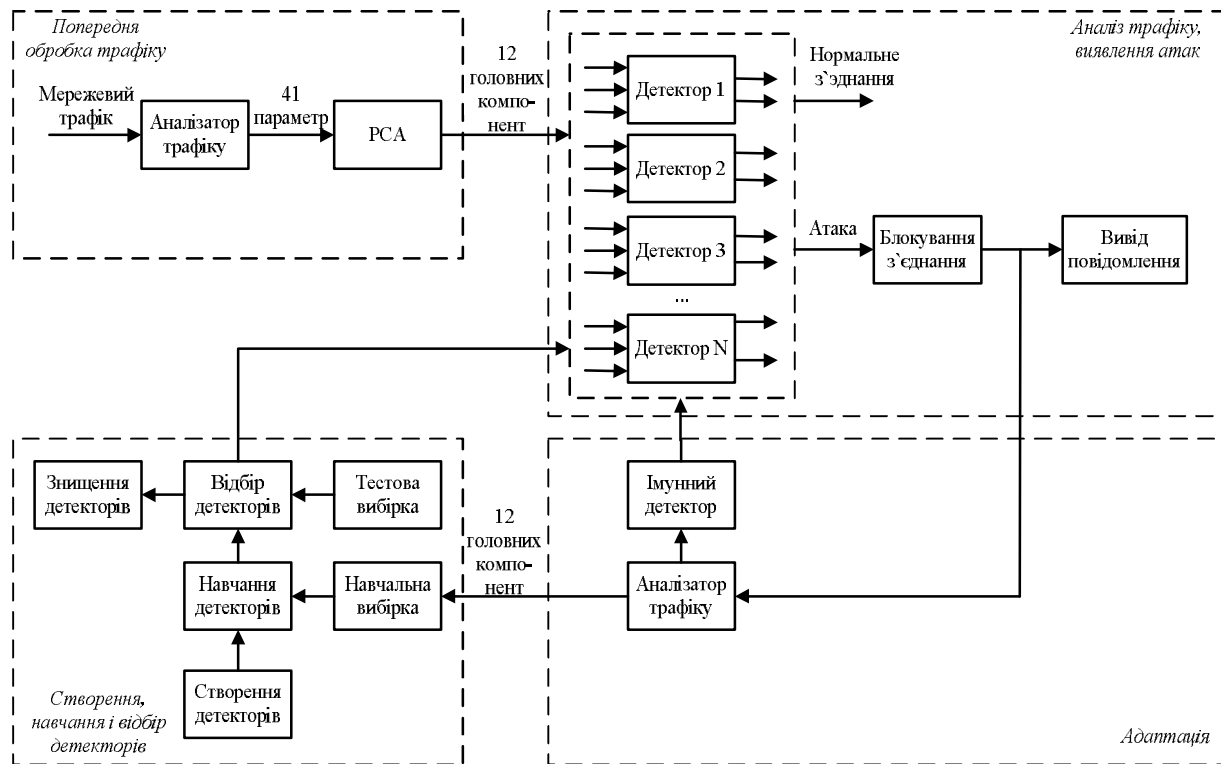 Попередня
обробка трафіку
Мережевий
трафік
Аналізатор
трафіку
41
параметр
PCA
12
головних
компо-
нент
Аналіз трафіку,
виявлення атак
Детектор 1
Детектор 2
Детектор 3
...
Детектор N
Нормальне
з`эднання
Атака
Блокування
з`єднання
Вивід
повідомлення
Знищення
детекторів
Відбір
детекторів
Тестова
вибірка
Навчання
детекторів
Навчальна
вибірка
Створення
детекторів
Створення,
навчання і відбір
детекторів
12
головних
компо-
нент
Імунний
детектор
Аналізатор
трафіку
Адаптація